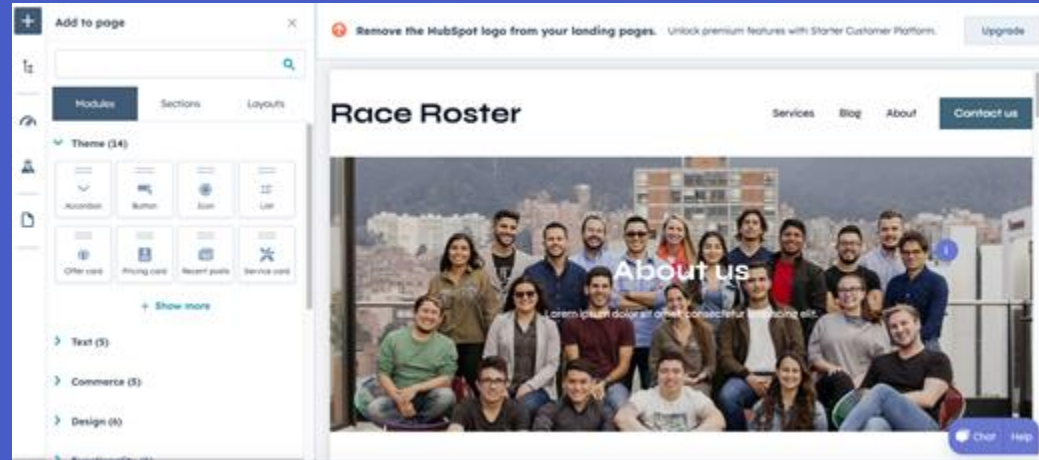 Add to page
Modules Sections Layouts
Theme (14)
Accordion Button Icon List
Offer card Pricing card Recent posts Service card
+ Show more
Text (5)
Commerce (5)
Design (6)
Remove the HubSpot logo from your landing pages. Unlock premium features with Starter Customer Platform. Upgrade
Race Roster Services Blog About Contact us
About us
Lorem ipsum dolor sit amet, consectetur adipiscing elit.
Chat Help